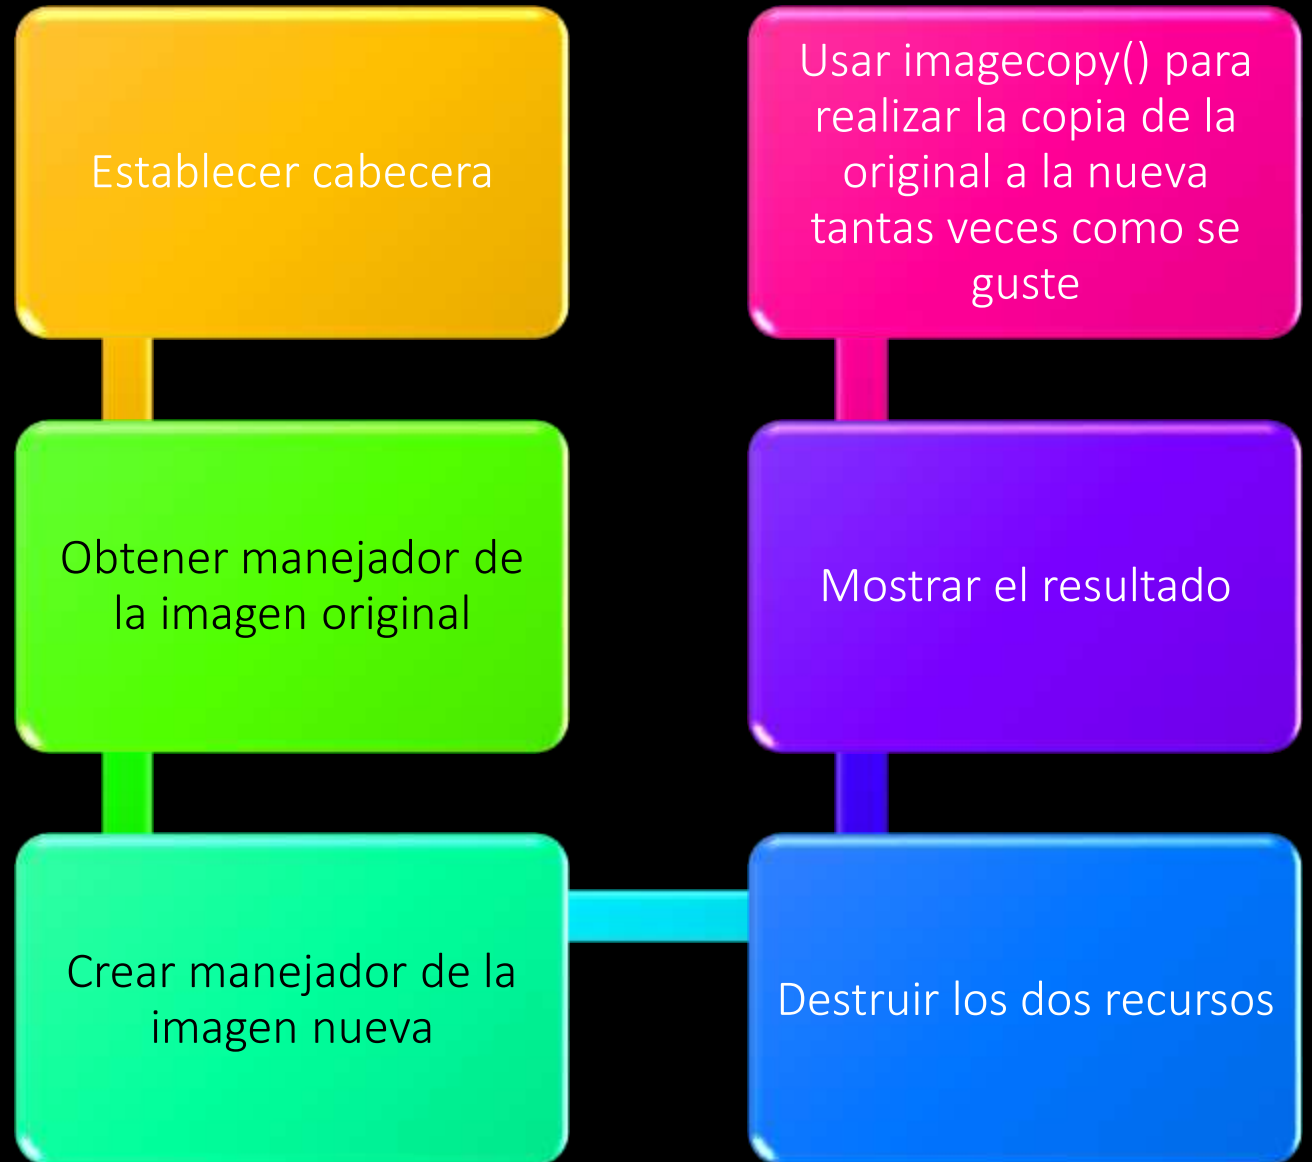 Establecer cabecera
Obtener manejador de
la imagen original
Crear manejador de la
imagen nueva
Usar imagecopy() para
realizar la copia de la
original a la nueva
tantas veces como se
guste
Mostrar el resultado
Destruir los dos recursos